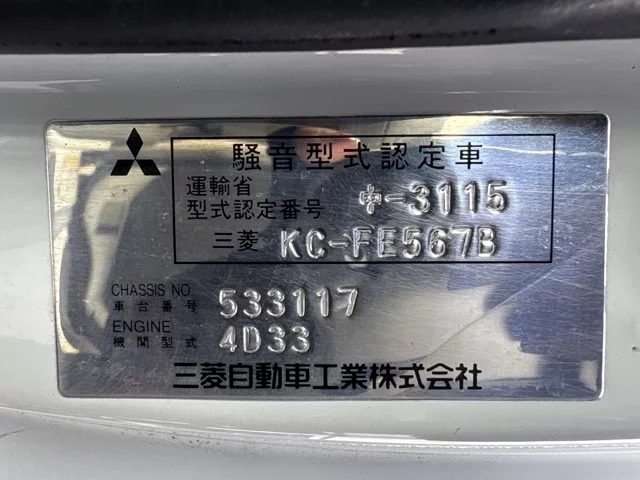 騒音型式認定車
運輸省
型式認定番号 中-3115
三菱 KC-FE567B
CHASSIS NO.
車台番号 533117
ENGINE
機関型式 4D33
三菱自動車工業株式会社